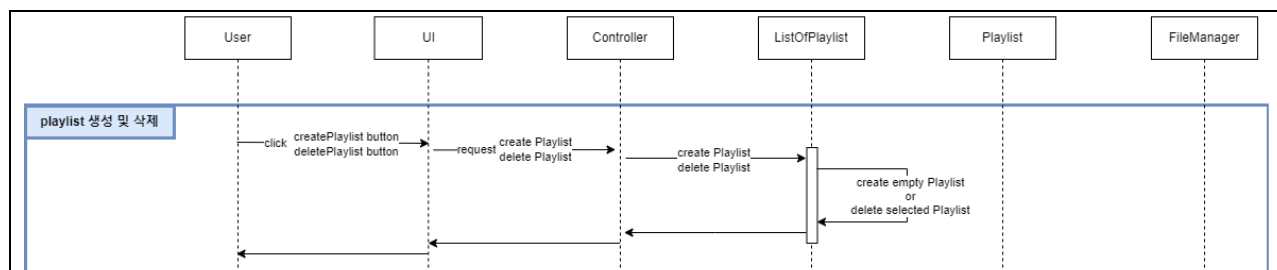 User
UI
Controller
ListOfPlaylist
Playlist
FileManager
playlist 생성 및 삭제
click
createPlaylist button
deletePlaylist button
request
create Playlist
delete Playlist
create Playlist
delete Playlist
create empty Playlist
or
delete selected Playlist